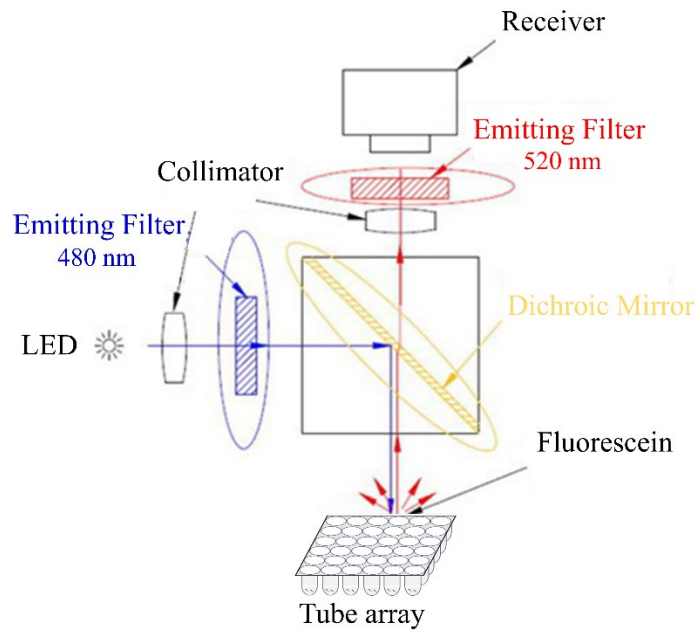 Receiver
Emitting Filter
520 nm
Collimator
Emitting Filter
480 nm
Dichroic Mirror
LED
Fluorescein
Tube array